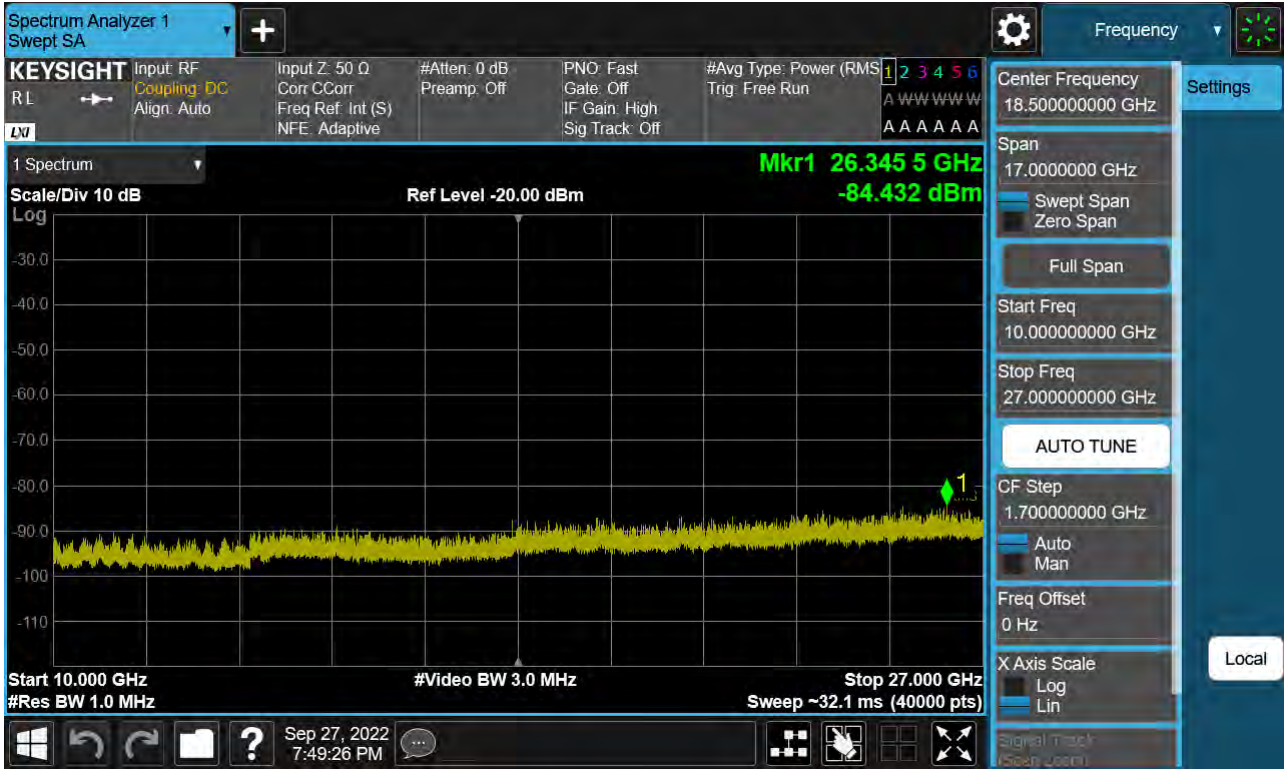 Spectrum Analyzer 1
Swept SA
Frequency
KEYSIGHT
R L
LXI
Input: RF
Coupling: DC
Align: Auto
Input Z: 50 Ω
Corr CCorr
Freq Ref: Int (S)
NFE: Adaptive
#Atten: 0 dB
Preamp: Off
PNO: Fast
Gate: Off
IF Gain: High
Sig Track: Off
#Avg Type: Power (RMS
Trig: Free Run
1 2 3 4 5 6
A W W W W W
A A A A A A
1 Spectrum
Mkr1 26.345 5 GHz
Scale/Div 10 dB
Ref Level -20.00 dBm
-84.432 dBm
Log
-30.0
-40.0
-50.0
-60.0
-70.0
-80.0
-90.0
-100
-110
1
Start 10.000 GHz
#Video BW 3.0 MHz
Stop 27.000 GHz
#Res BW 1.0 MHz
Sweep ~32.1 ms (40000 pts)
Sep 27, 2022
7:49:26 PM
Center Frequency
18.500000000 GHz
Settings
Span
17.0000000 GHz
Swept Span
Zero Span
Full Span
Start Freq
10.000000000 GHz
Stop Freq
27.000000000 GHz
AUTO TUNE
CF Step
1.700000000 GHz
Auto
Man
Freq Offset
0 Hz
X Axis Scale
Log
Lin
Local
Signal Track
(Span Zoom)